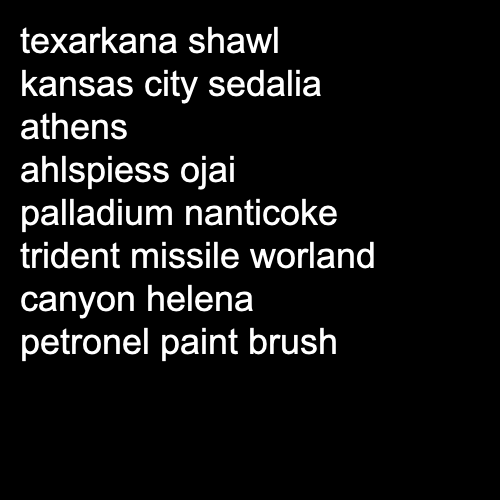 texarkana shawl
kansas city sedalia
athens
ahlspiess ojai
palladium nanticoke
trident missile worland
canyon helena
petronel paint brush